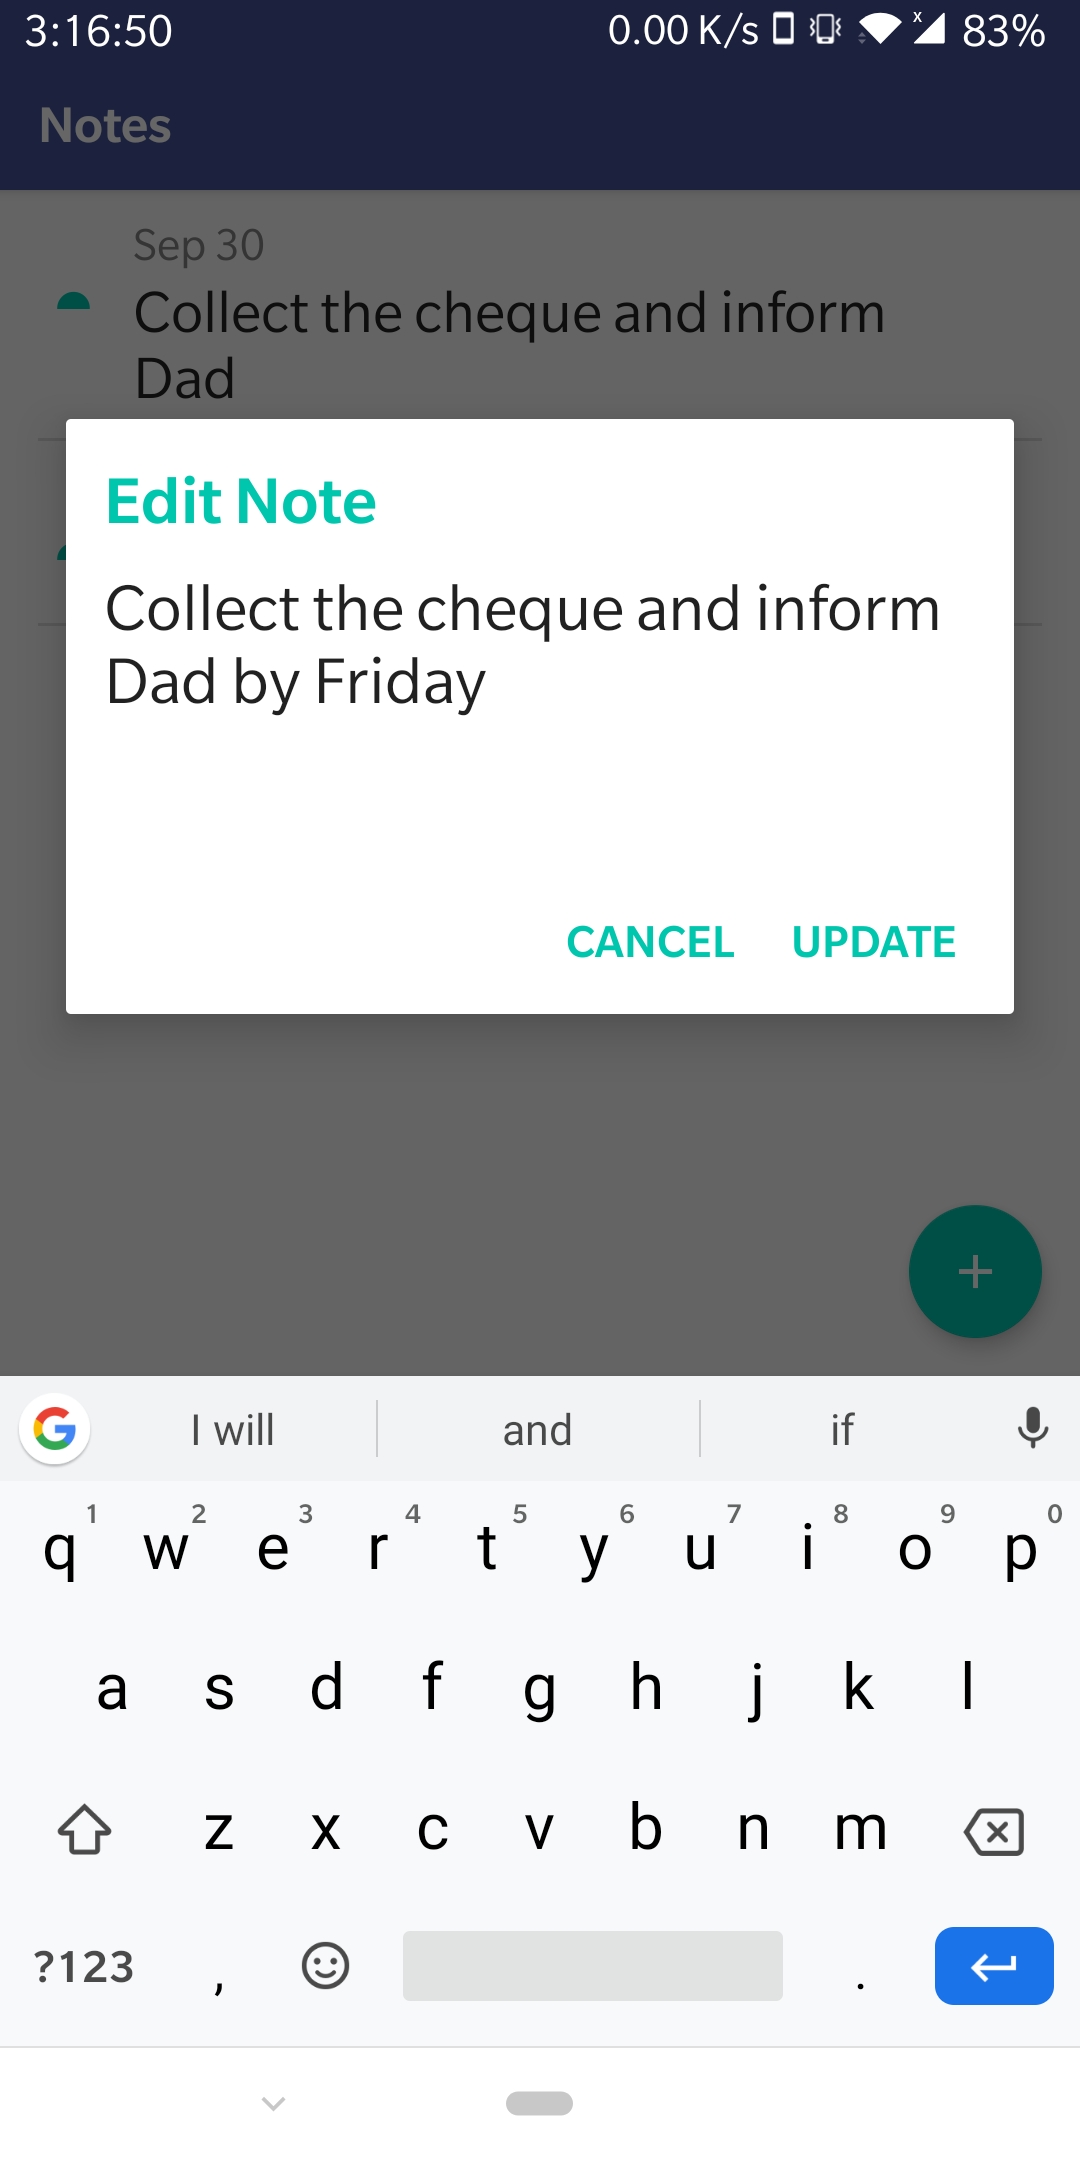 3:16:50 0.00 K/s x 83%
Notes
Sep 30
Collect the cheque and inform
Dad
Edit Note
Collect the cheque and inform
Dad by Friday
CANCEL UPDATE
+
G I will and if
1 2 3 4 5 6 7 8 9 0
q w e r t y u i o p
a s d f g h j k l
z x c v b n m
?123 , .